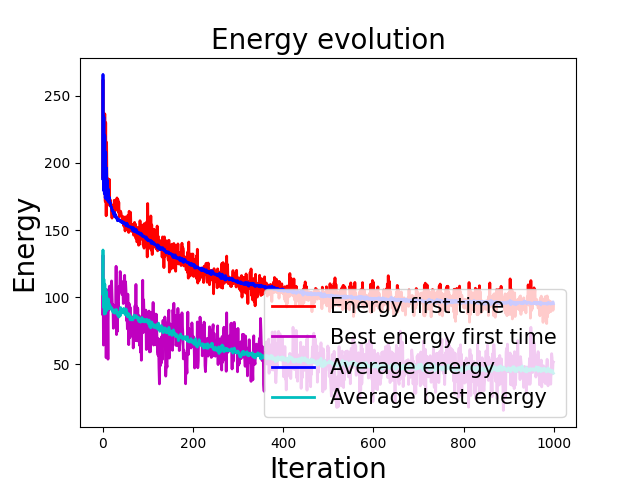 Energy evolution
Energy
250
200
150
100
50
Energy first time
Best energy first time
Average energy
Average best energy
0
200
400
600
800
1000
Iteration